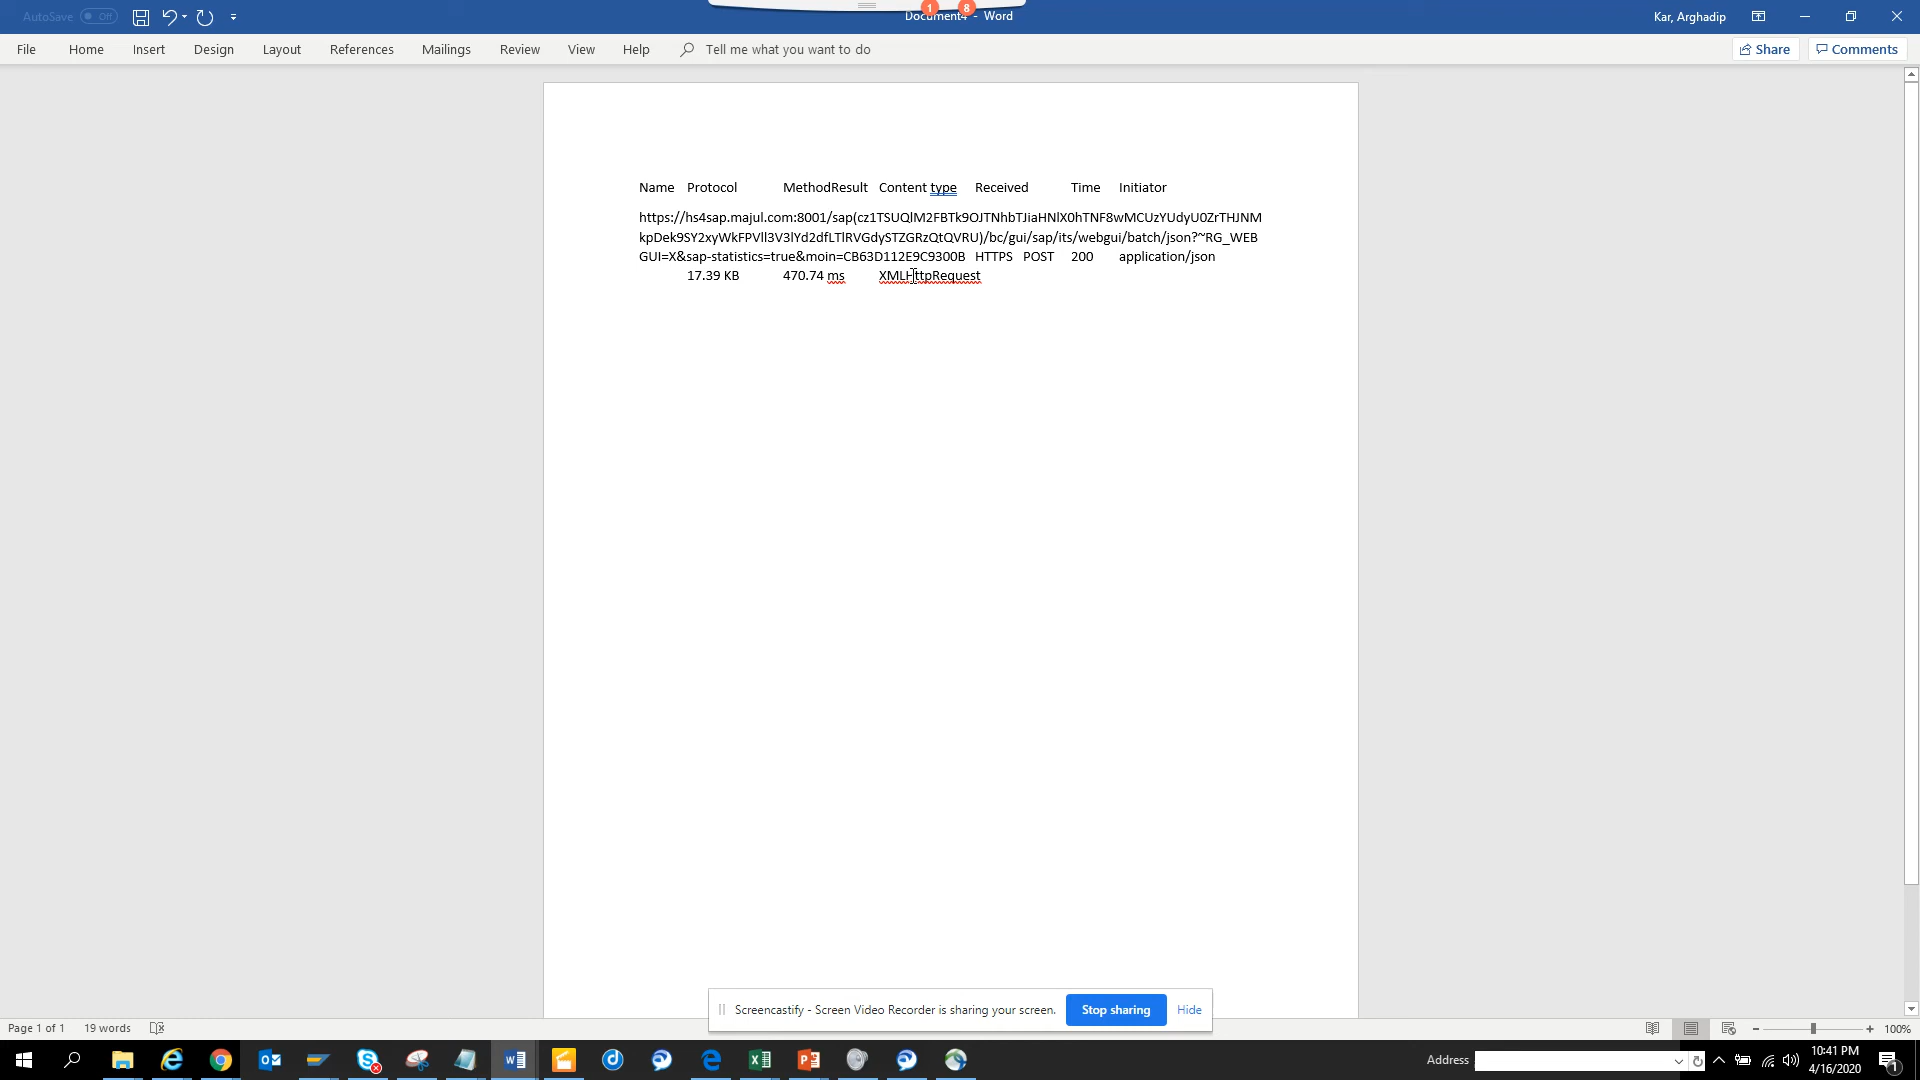 AutoSave Off
1 8
Document4 - Word
Kar, Arghadip
File Home Insert Design Layout References Mailings Review View Help Tell me what you want to do
Share Comments
Name Protocol MethodResult Content type Received Time Initiator
https://hs4sap.majul.com:8001/sap(cz1TSUQlM2FBTk9OJTNhbTJiaHNlX0hTNF8wMCUzYUdyU0ZrTHJNM
kpDek9SY2xyWkFPVll3V3lYd2dfLTlRVGdySTZGRzQtQVRU)/bc/gui/sap/its/webgui/batch/json?~RG_WEB
GUI=X&sap-statistics=true&moin=CB63D112E9C9300B HTTPS POST 200 application/json
17.39 KB 470.74 ms XMLHttpRequest
Screencastify - Screen Video Recorder is sharing your screen. Stop sharing Hide
Page 1 of 1 19 words
100%
Address
10:41 PM
4/16/2020
1